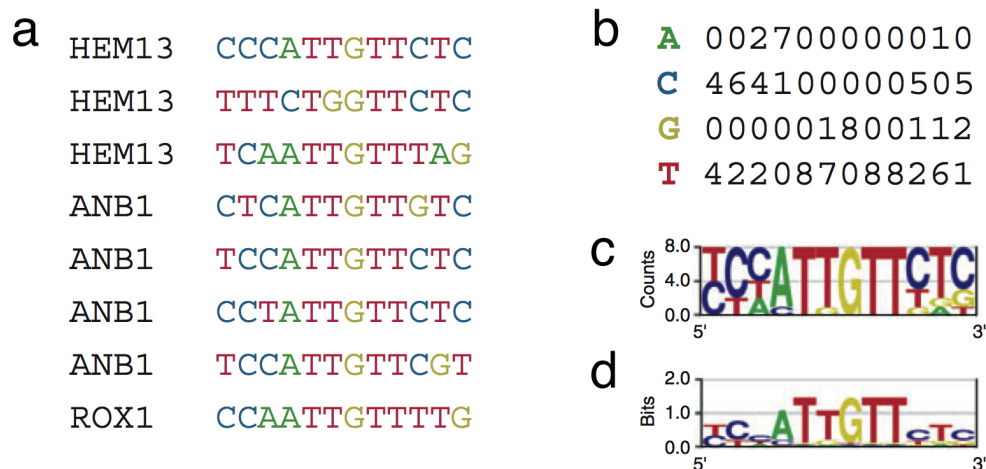 a
HEM13 CCCATTGTTCTC
HEM13 TTTCTGGTTCTC
HEM13 TCAATTGTTTAG
ANB1 CTCATTGTTGTC
ANB1 TCCATTGTTCTC
ANB1 CCTATTGTTCTC
ANB1 TCCATTGTTCGT
ROX1 CCAATTGTTTTG
b
A 002700000010
C 464100000505
G 000001800112
T 422087088261
c
Counts
8.0
4.0
0.0
TCCATTGTTCTC
5' 3'
d
Bits
2.0
1.0
0.0
TCCATTGTTCTC
5' 3'